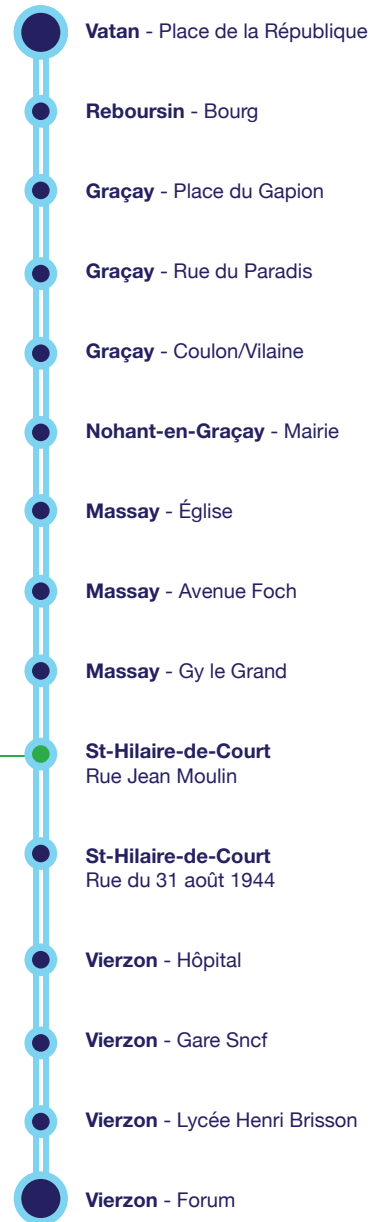 Vatan - Place de la République
Reboursin - Bourg
Graçay - Place du Gapion
Graçay - Rue du Paradis
Graçay - Coulon/Vilaine
Nohant-en-Graçay - Mairie
Massay - Église
Massay - Avenue Foch
Massay - Gy le Grand
St-Hilaire-de-Court
Rue Jean Moulin
St-Hilaire-de-Court
Rue du 31 août 1944
Vierzon - Hôpital
Vierzon - Gare Sncf
Vierzon - Lycée Henri Brisson
Vierzon - Forum